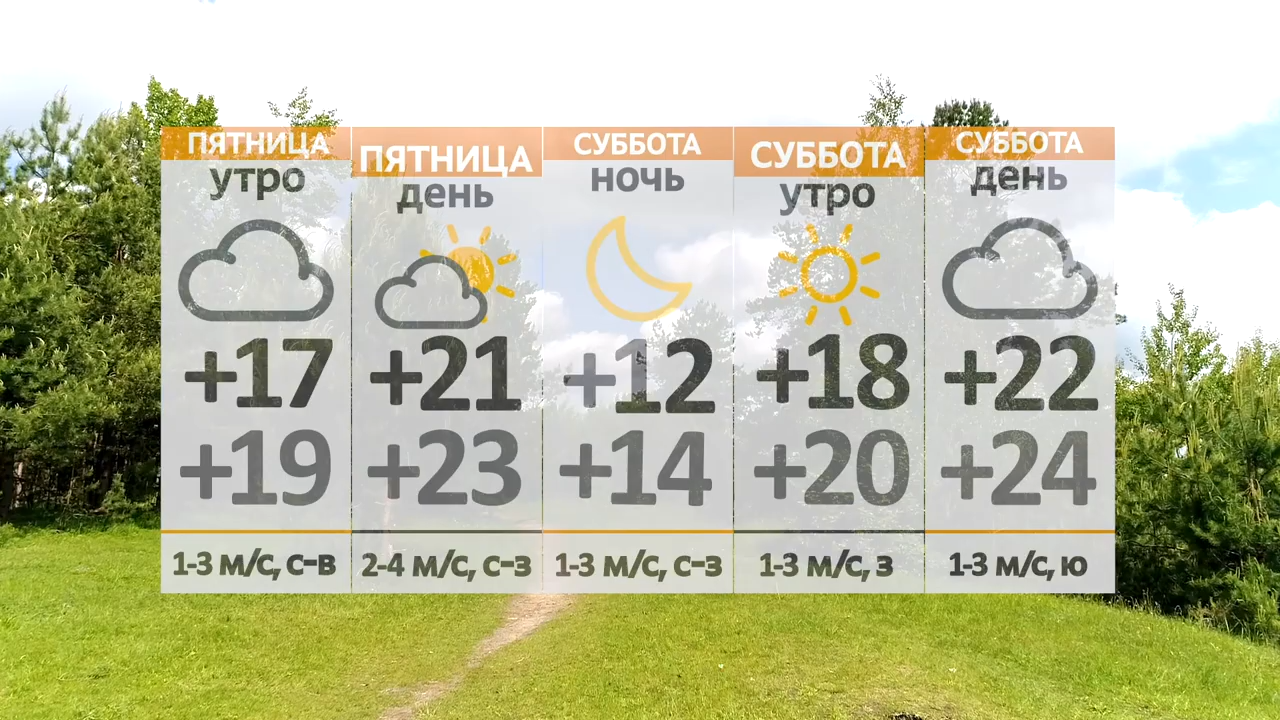 ПЯТНИЦА
утро
+17
+19
1-3 м/с, с-в
ПЯТНИЦА
день
+21
+23
2-4 м/с, с-з
СУББОТА
ночь
+12
+14
1-3 м/с, с-з
СУББОТА
утро
+18
+20
1-3 м/с, з
СУББОТА
день
+22
+24
1-3 м/с, ю